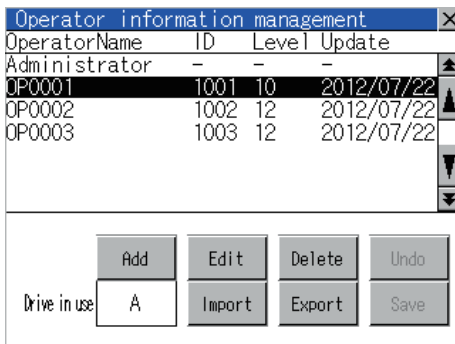 Operator information management ×
OperatorName ID Level Update
Administrator - - -
OP0001 1001 10 2012/07/22
OP0002 1002 12 2012/07/22
OP0003 1003 12 2012/07/22
Add Edit Delete Undo
Drive in use A Import Export Save